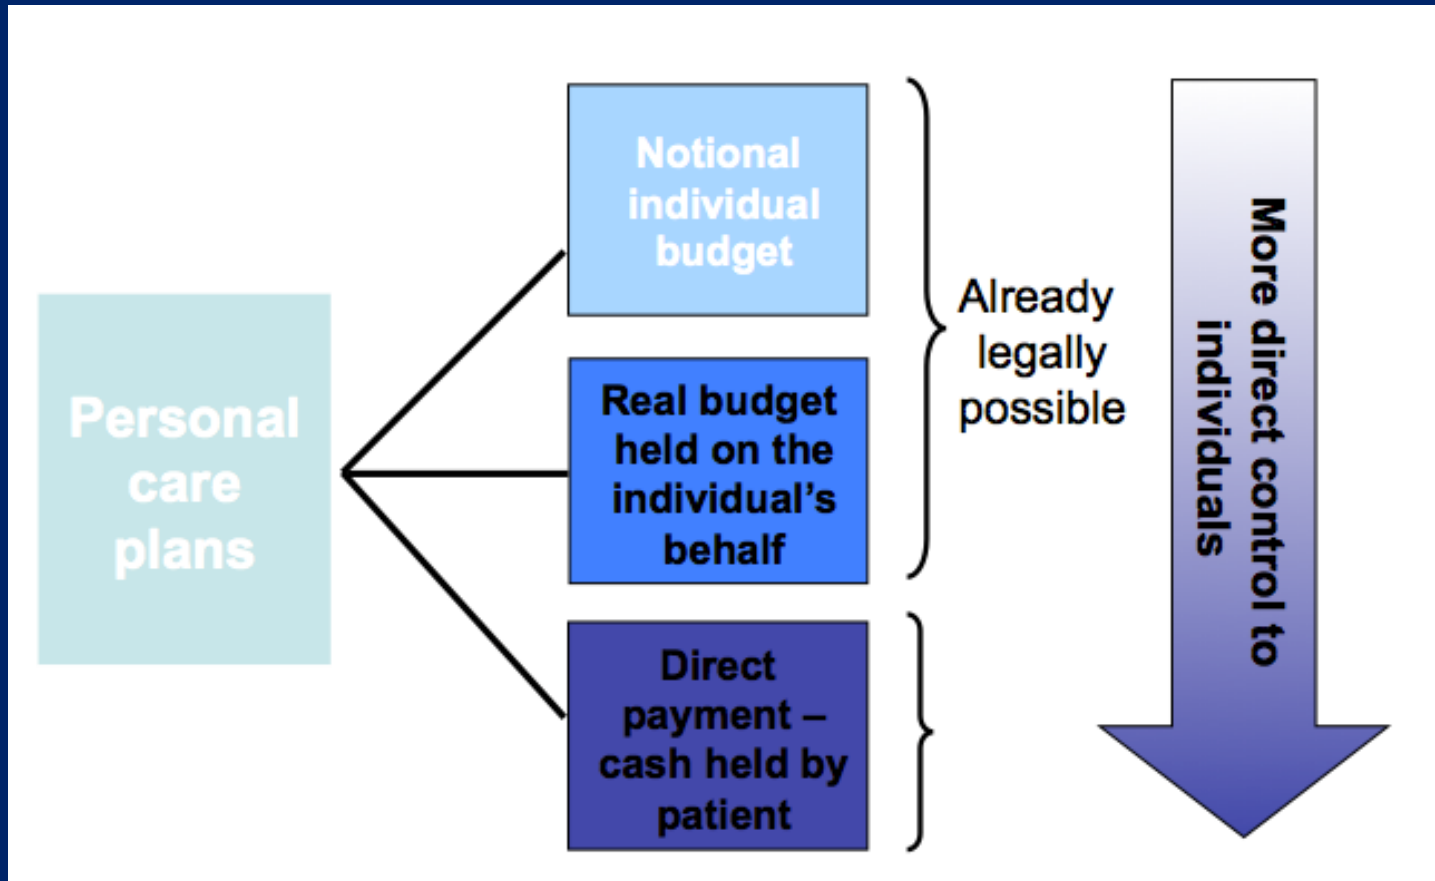 Personal
care
plans
Notional
individual
budget
Real budget
held on the
individual’s
behalf
Direct
payment –
cash held by
patient
Already
legally
possible
More direct control to
individuals